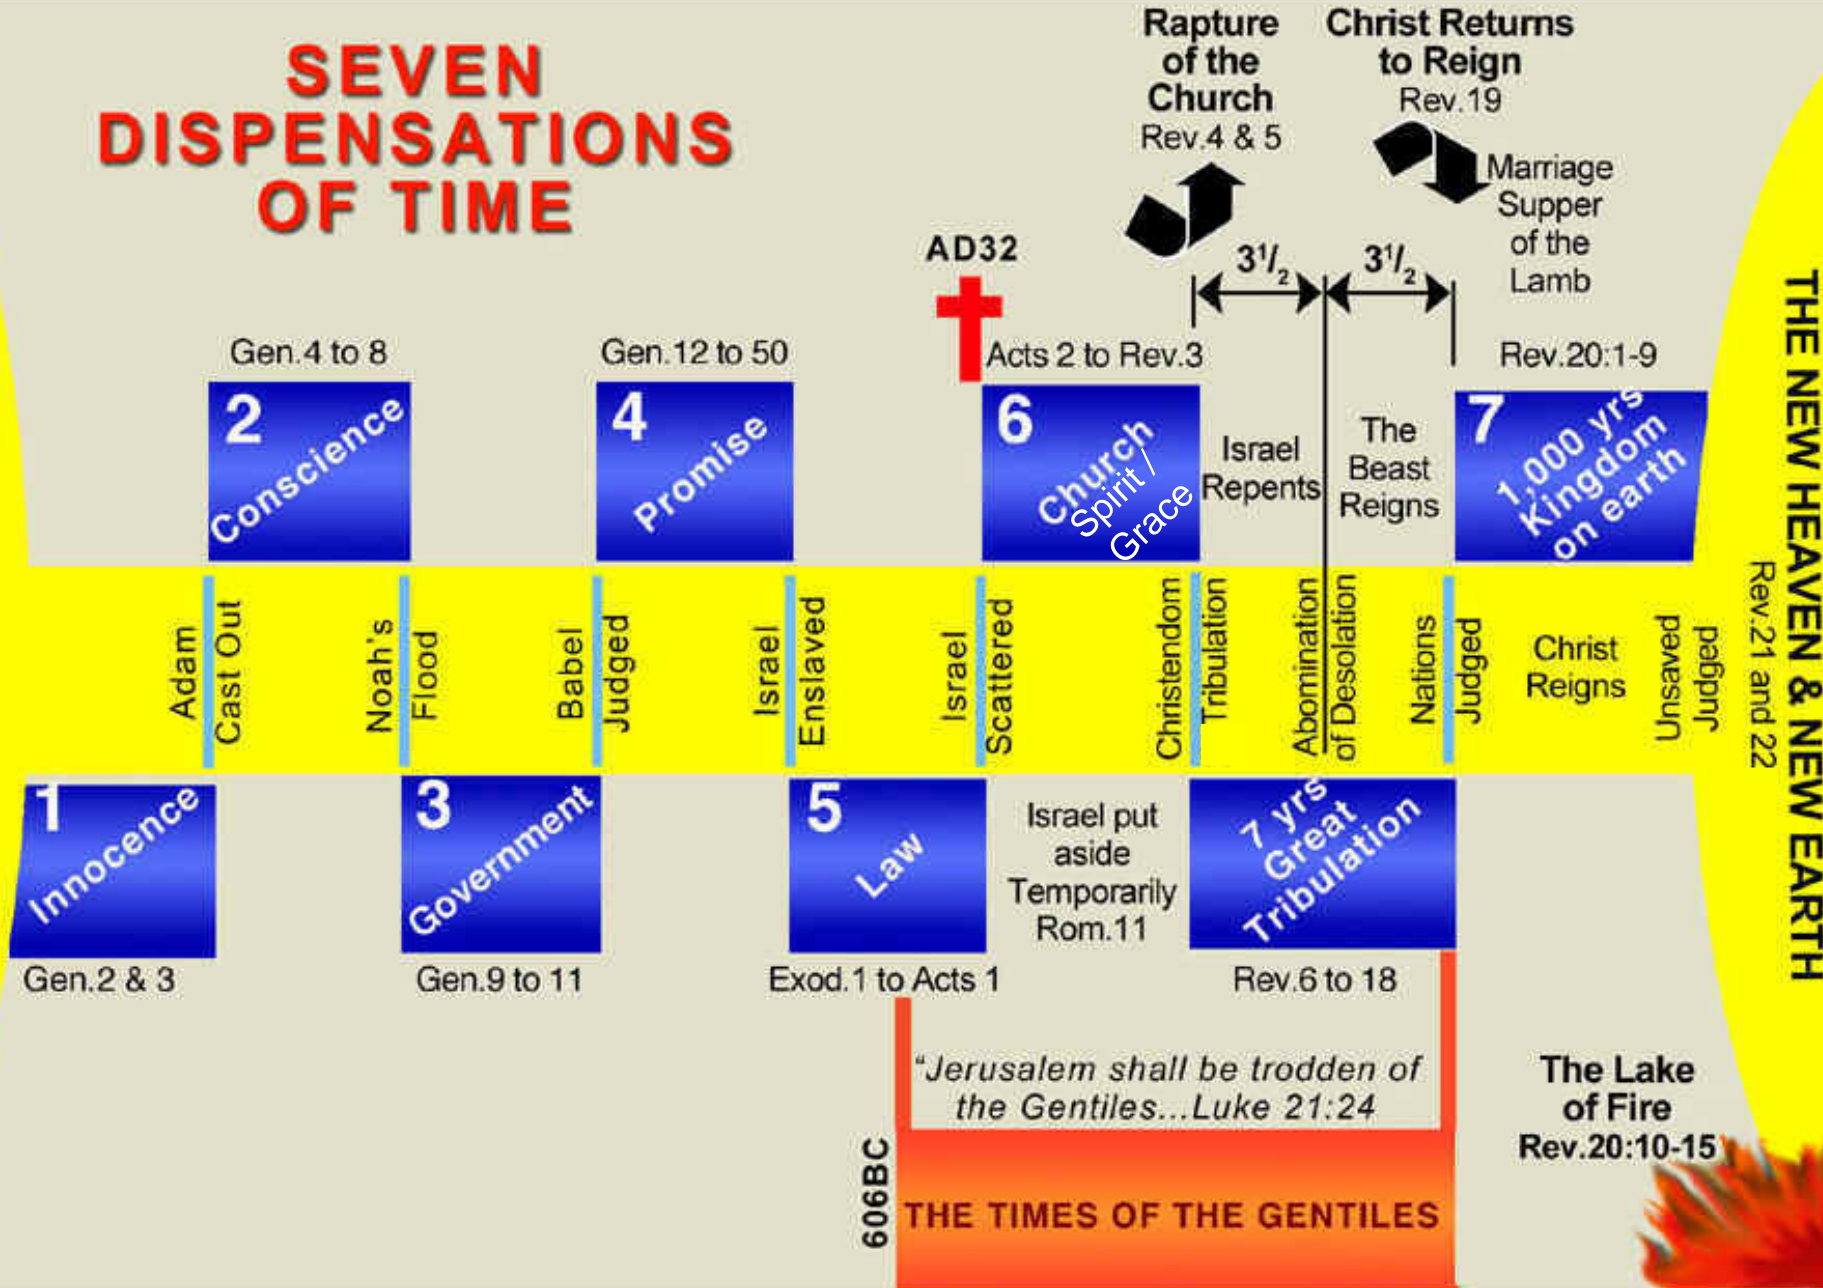 SEVEN
DISPENSATIONS
OF TIME
Rapture
of the
Church
Rev.4 & 5
Christ Returns
to Reign
Rev.19
Marriage
Supper
of the
Lamb
AD32
3 1/2
3 1/2
Gen.4 to 8
Gen.12 to 50
Acts 2 to Rev.3
Rev.20:1-9
2
Conscience
4
Promise
6
Church
Spirit /
Grace
Israel
Repents
The
Beast
Reigns
7
1,000 yrs
Kingdom
on earth
Adam
Cast Out
Noah's
Flood
Babel
Judged
Israel
Enslaved
Israel
Scattered
Christendom
Tribulation
Abomination
of Desolation
Nations
Judged
Christ
Reigns
Unsaved
Judged
Rev.21 and 22
THE NEW HEAVEN & NEW EARTH
1
Innocence
3
Government
5
Law
Israel put
aside
Temporarily
Rom.11
7 yrs
Great
Tribulation
Gen.2 & 3
Gen.9 to 11
Exod.1 to Acts 1
Rev.6 to 18
“Jerusalem shall be trodden of
the Gentiles...Luke 21:24
606BC
THE TIMES OF THE GENTILES
The Lake
of Fire
Rev.20:10-15